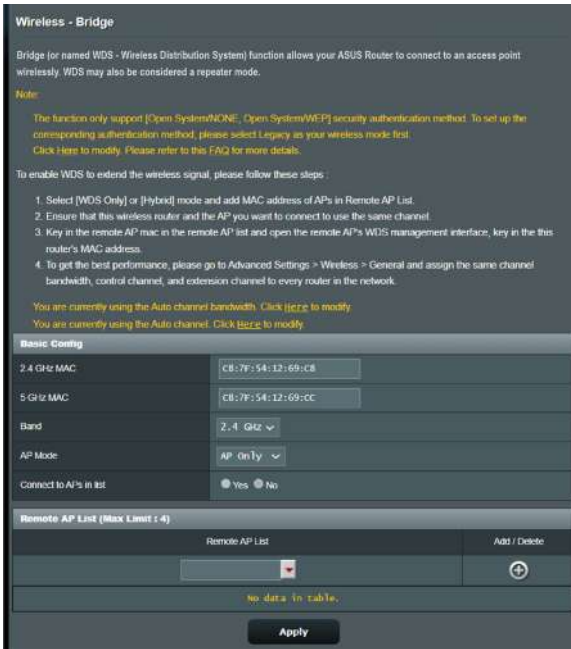 Wireless - Bridge
Bridge (or named WDS - Wireless Distribution System) function allows your ASUS Router to connect to an access point
wirelessly. WDS may also be considered a repeater mode.
Note:
The function only support [Open System/NONE, Open System/WEP] security authentication method. To set up the
corresponding authentication method, please select Legacy as your wireless mode first.
Click Here to modify. Please refer to this FAQ for more details.
To enable WDS to extend the wireless signal, please follow these steps :
1. Select [WDS Only] or [Hybrid] mode and add MAC address of APs in Remote AP List.
2. Ensure that this wireless router and the AP you want to connect to use the same channel.
3. Key in the remote AP mac in the remote AP list and open the remote AP's WDS management interface, key in the this
router's MAC address.
4. To get the best performance, please go to Advanced Settings > Wireless > General and assign the same channel
bandwidth, control channel, and extension channel to every router in the network.
You are currently using the Auto channel bandwidth. Click Here to modify.
You are currently using the Auto channel. Click Here to modify.
Basic Config
2.4 GHz MAC C8:7F:54:12:69:C8
5 GHz MAC C8:7F:54:12:69:CC
Band 2.4 GHz
AP Mode AP Only
Connect to APs in list Yes No
Remote AP List (Max Limit : 4)
Remote AP List Add / Delete
No data in table.
Apply